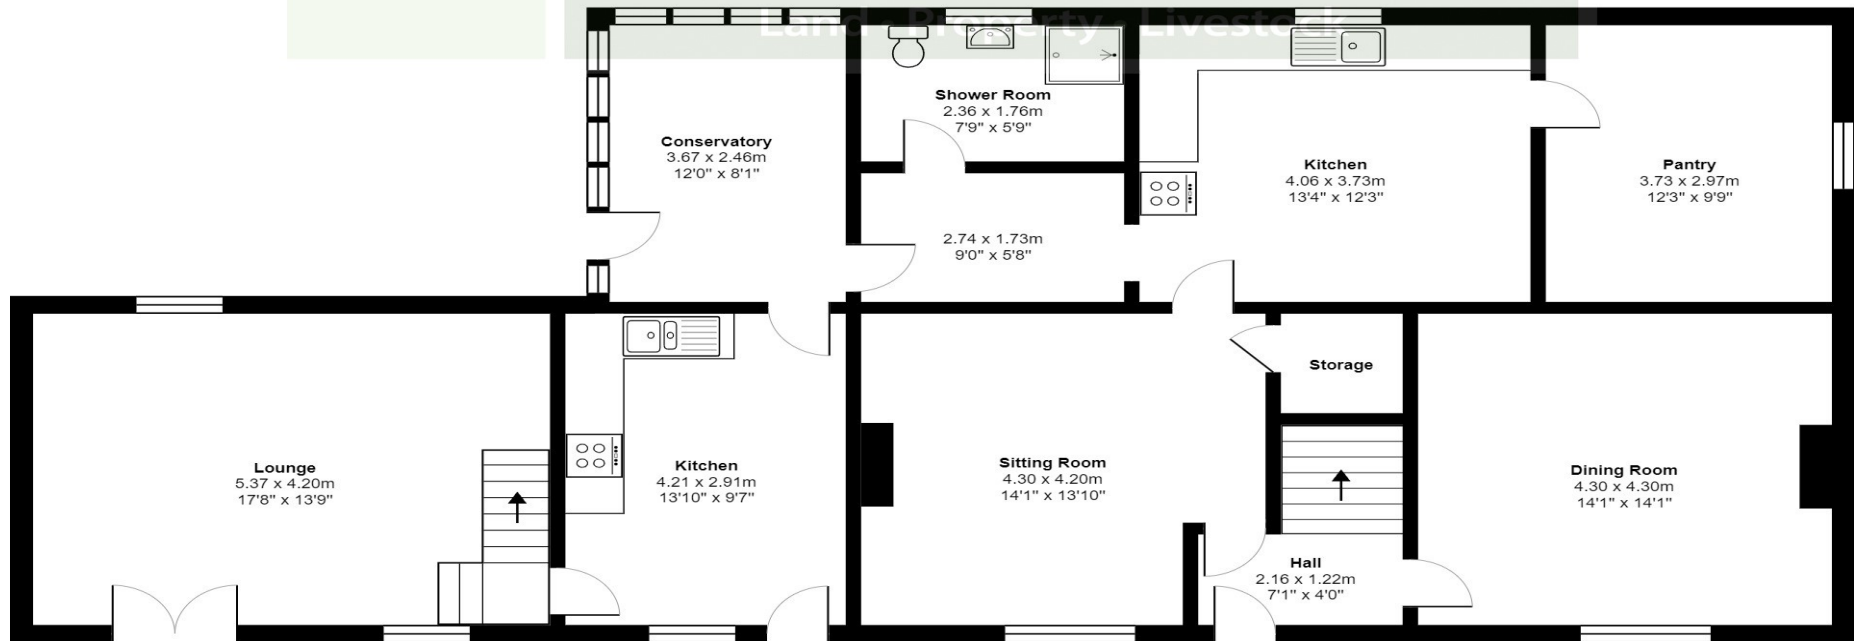 Land • Property • Livestock
Shower Room
2.36 x 1.76m
7'9" x 5'9"
Conservatory
3.67 x 2.46m
12'0" x 8'1"
Kitchen
4.06 x 3.73m
13'4" x 12'3"
Pantry
3.73 x 2.97m
12'3" x 9'9"
2.74 x 1.73m
9'0" x 5'8"
Storage
Lounge
5.37 x 4.20m
17'8" x 13'9"
Kitchen
4.21 x 2.91m
13'10" x 9'7"
Sitting Room
4.30 x 4.20m
14'1" x 13'10"
Dining Room
4.30 x 4.30m
14'1" x 14'1"
Hall
2.16 x 1.22m
7'1" x 4'0"